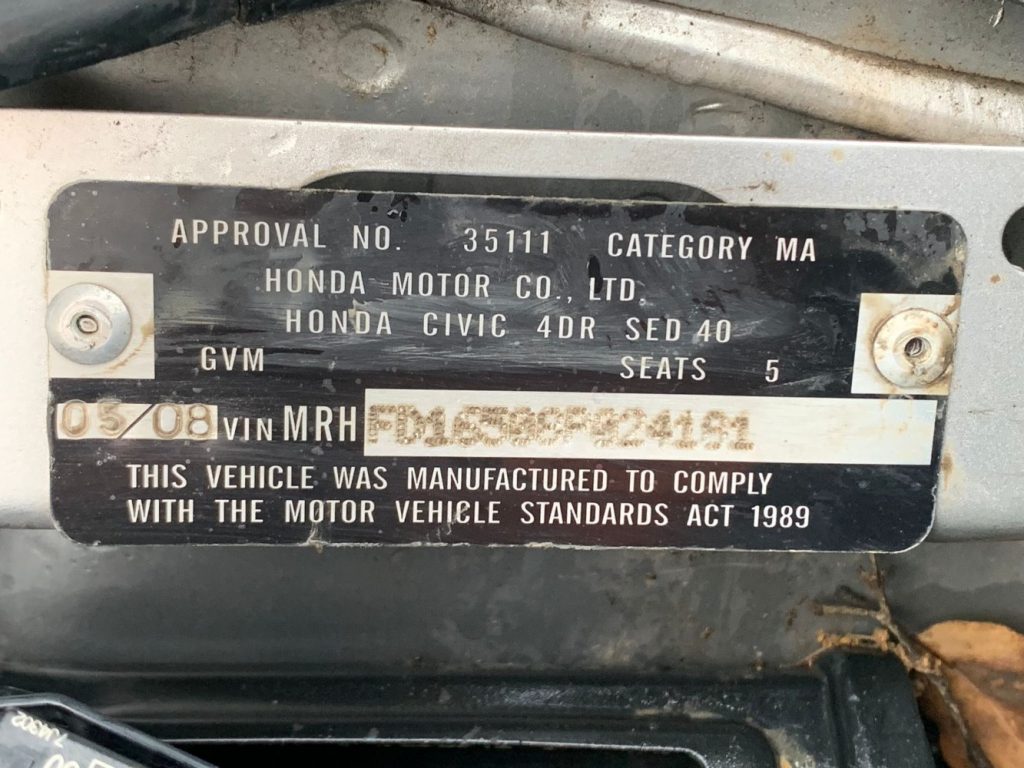 APPROVAL NO. 35111 CATEGORY MA
HONDA MOTOR CO., LTD.
HONDA CIVIC 4DR SED 40
GVM SEATS 5
05/08 VIN MRH FD16508P024191
THIS VEHICLE WAS MANUFACTURED TO COMPLY
WITH THE MOTOR VEHICLE STANDARDS ACT 1989